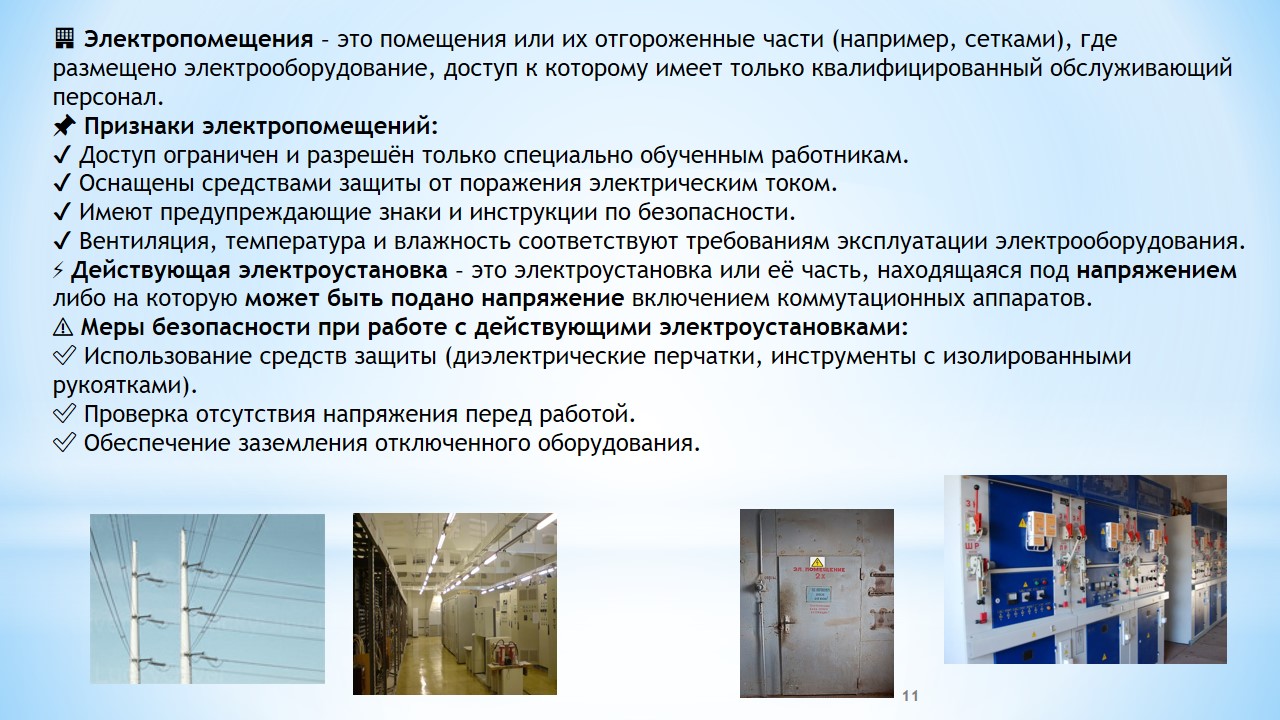 🏢 Электропомещения – это помещения или их отгороженные части (например, сетками), где
размещено электрооборудование, доступ к которому имеет только квалифицированный обслуживающий
персонал.
📌 Признаки электропомещений:
✔ Доступ ограничен и разрешён только специально обученным работникам.
✔ Оснащены средствами защиты от поражения электрическим током.
✔ Имеют предупреждающие знаки и инструкции по безопасности.
✔ Вентиляция, температура и влажность соответствуют требованиям эксплуатации электрооборудования.
⚡ Действующая электроустановка – это электроустановка или её часть, находящаяся под напряжением
либо на которую может быть подано напряжение включением коммутационных аппаратов.
⚠ Меры безопасности при работе с действующими электроустановками:
✅ Использование средств защиты (диэлектрические перчатки, инструменты с изолированными
рукоятками).
✅ Проверка отсутствия напряжения перед работой.
✅ Обеспечение заземления отключенного оборудования.
ЭЛ. ПОМЕЩЕНИЕ
ШР
11